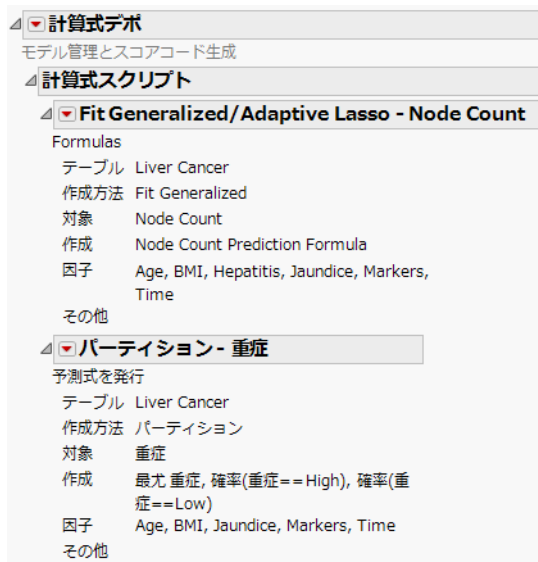 計算式デポ
モデル管理とスコアコード生成
計算式スクリプト
Fit Generalized/Adaptive Lasso - Node Count
Formulas
テーブル Liver Cancer
作成方法 Fit Generalized
対象 Node Count
作成 Node Count Prediction Formula
因子 Age, BMI, Hepatitis, Jaundice, Markers,
Time
その他
パーティション - 重症
予測式を発行
テーブル Liver Cancer
作成方法 パーティション
対象 重症
作成 最尤 重症, 確率(重症==High), 確率(重
症==Low)
因子 Age, BMI, Jaundice, Markers, Time
その他